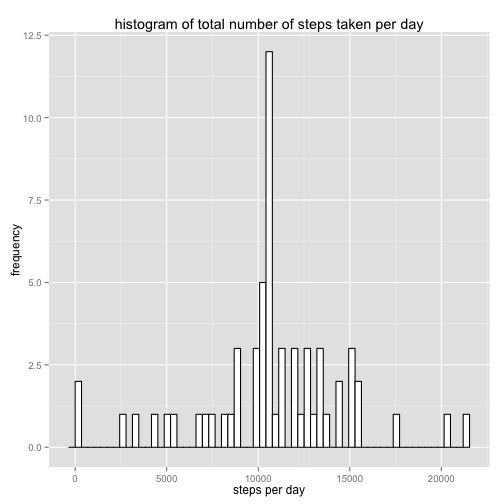 histogram of total number of steps taken per day
12.5
10.0
7.5
5.0
2.5
0.0
frequency
0 5000 10000 15000 20000
steps per day